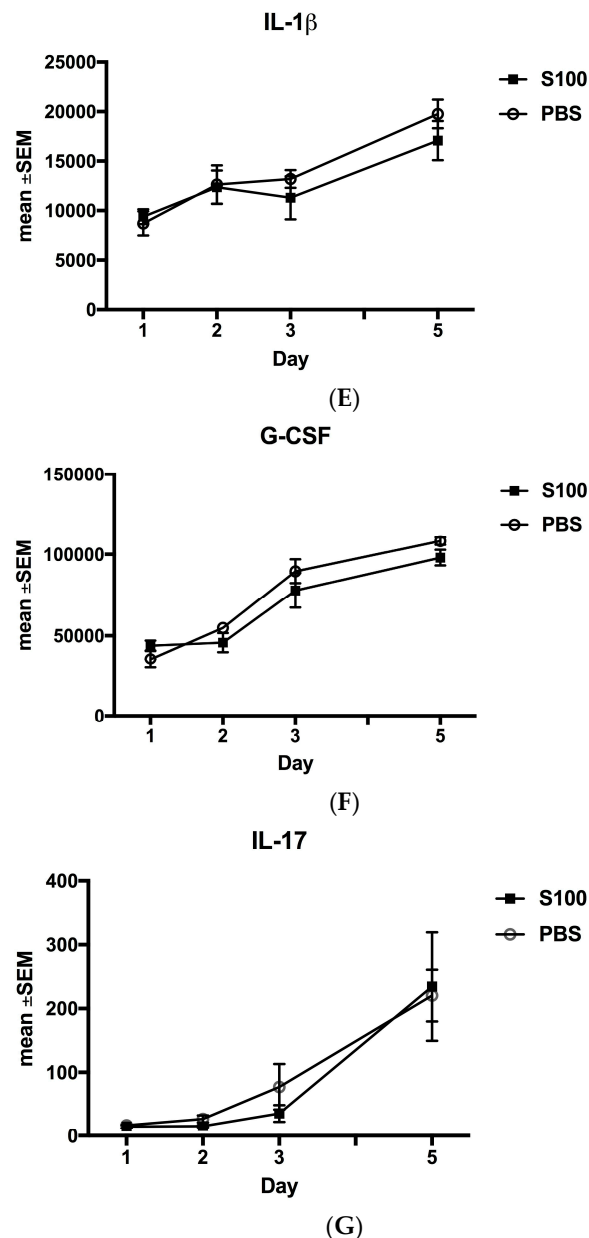 IL-1β
25000
20000
15000
10000
5000
0
mean ±SEM
1 2 3 5
Day
S100
PBS
(E)
G-CSF
150000
100000
50000
0
mean ±SEM
1 2 3 5
Day
S100
PBS
(F)
IL-17
400
300
200
100
0
mean ±SEM
1 2 3 5
Day
S100
PBS
(G)